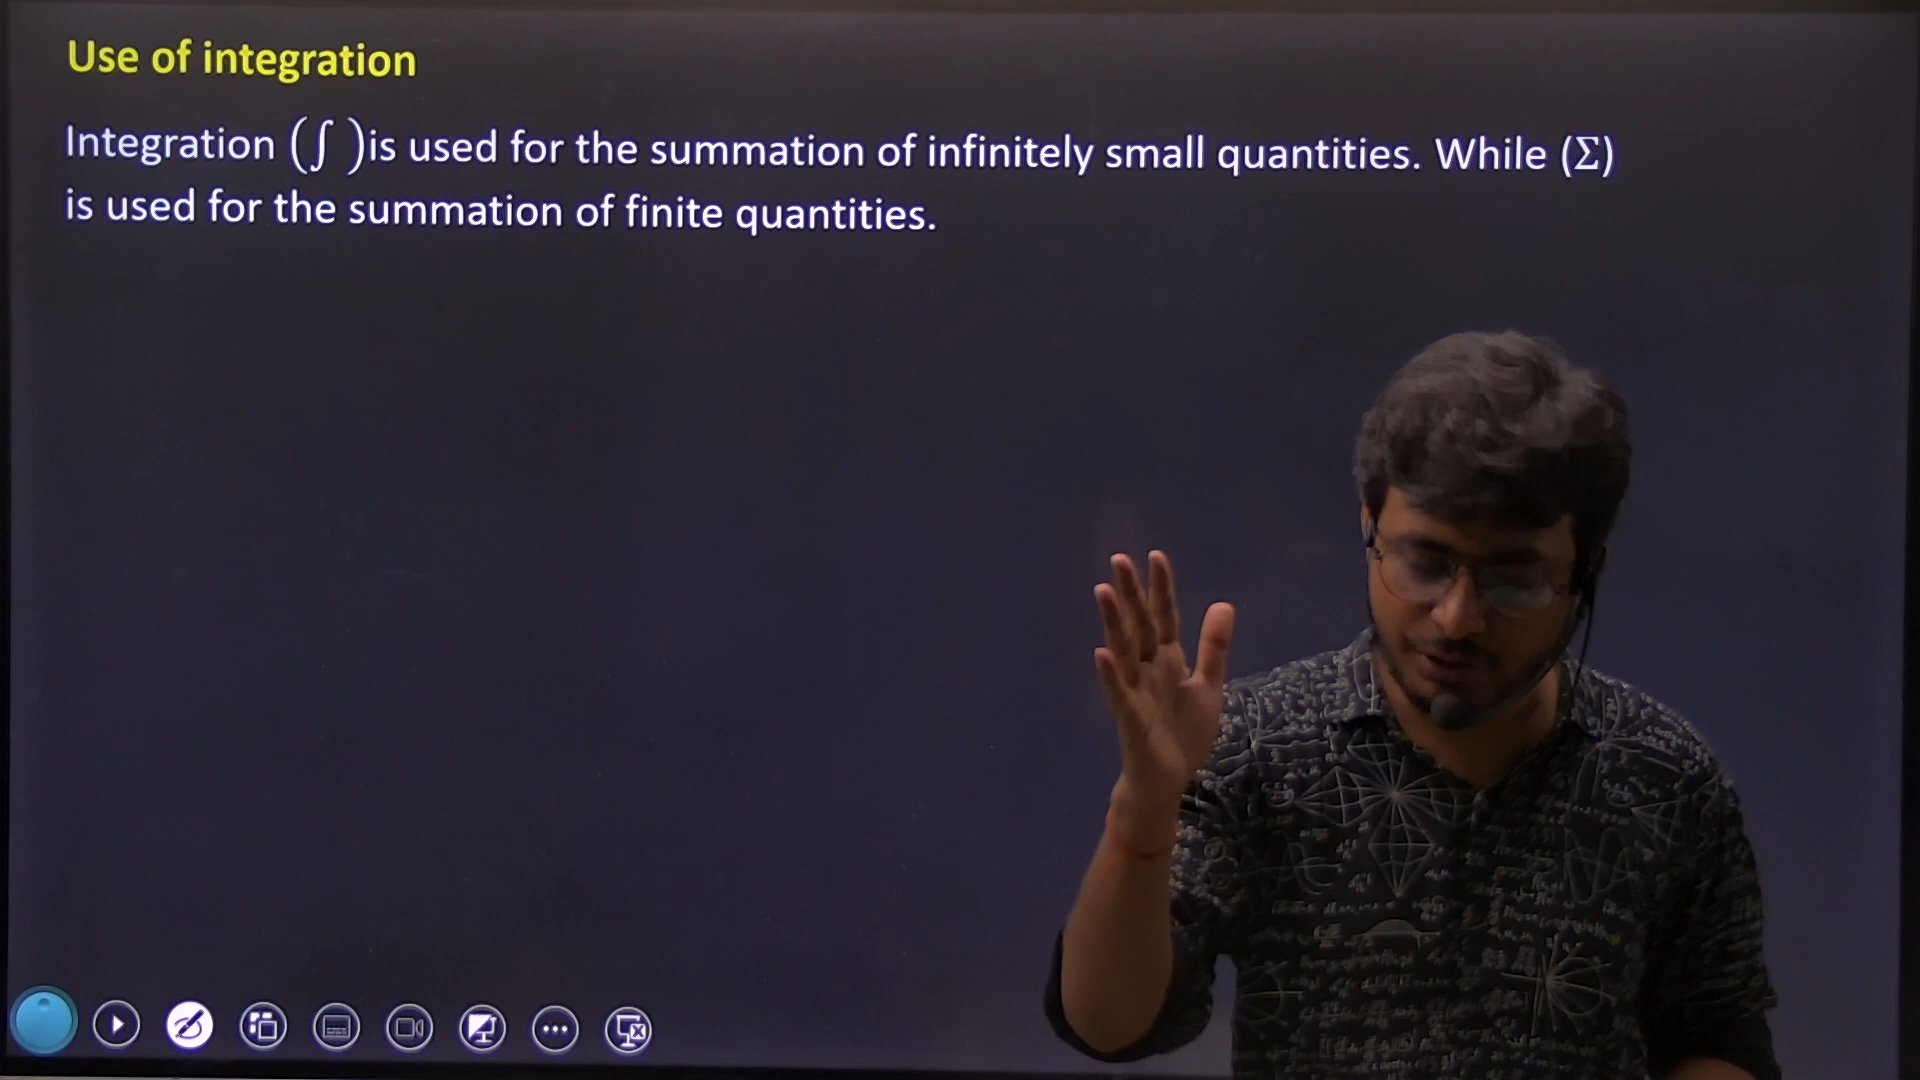 Use of integration
Integration (∫ )is used for the summation of infinitely small quantities. While (Σ)
is used for the summation of finite quantities.